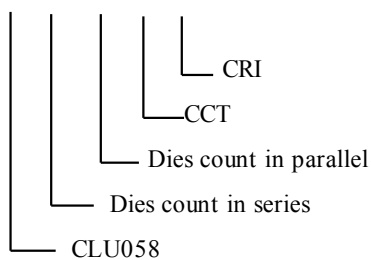 CRI
CCT
Dies count in parallel
Dies count in series
CLU058